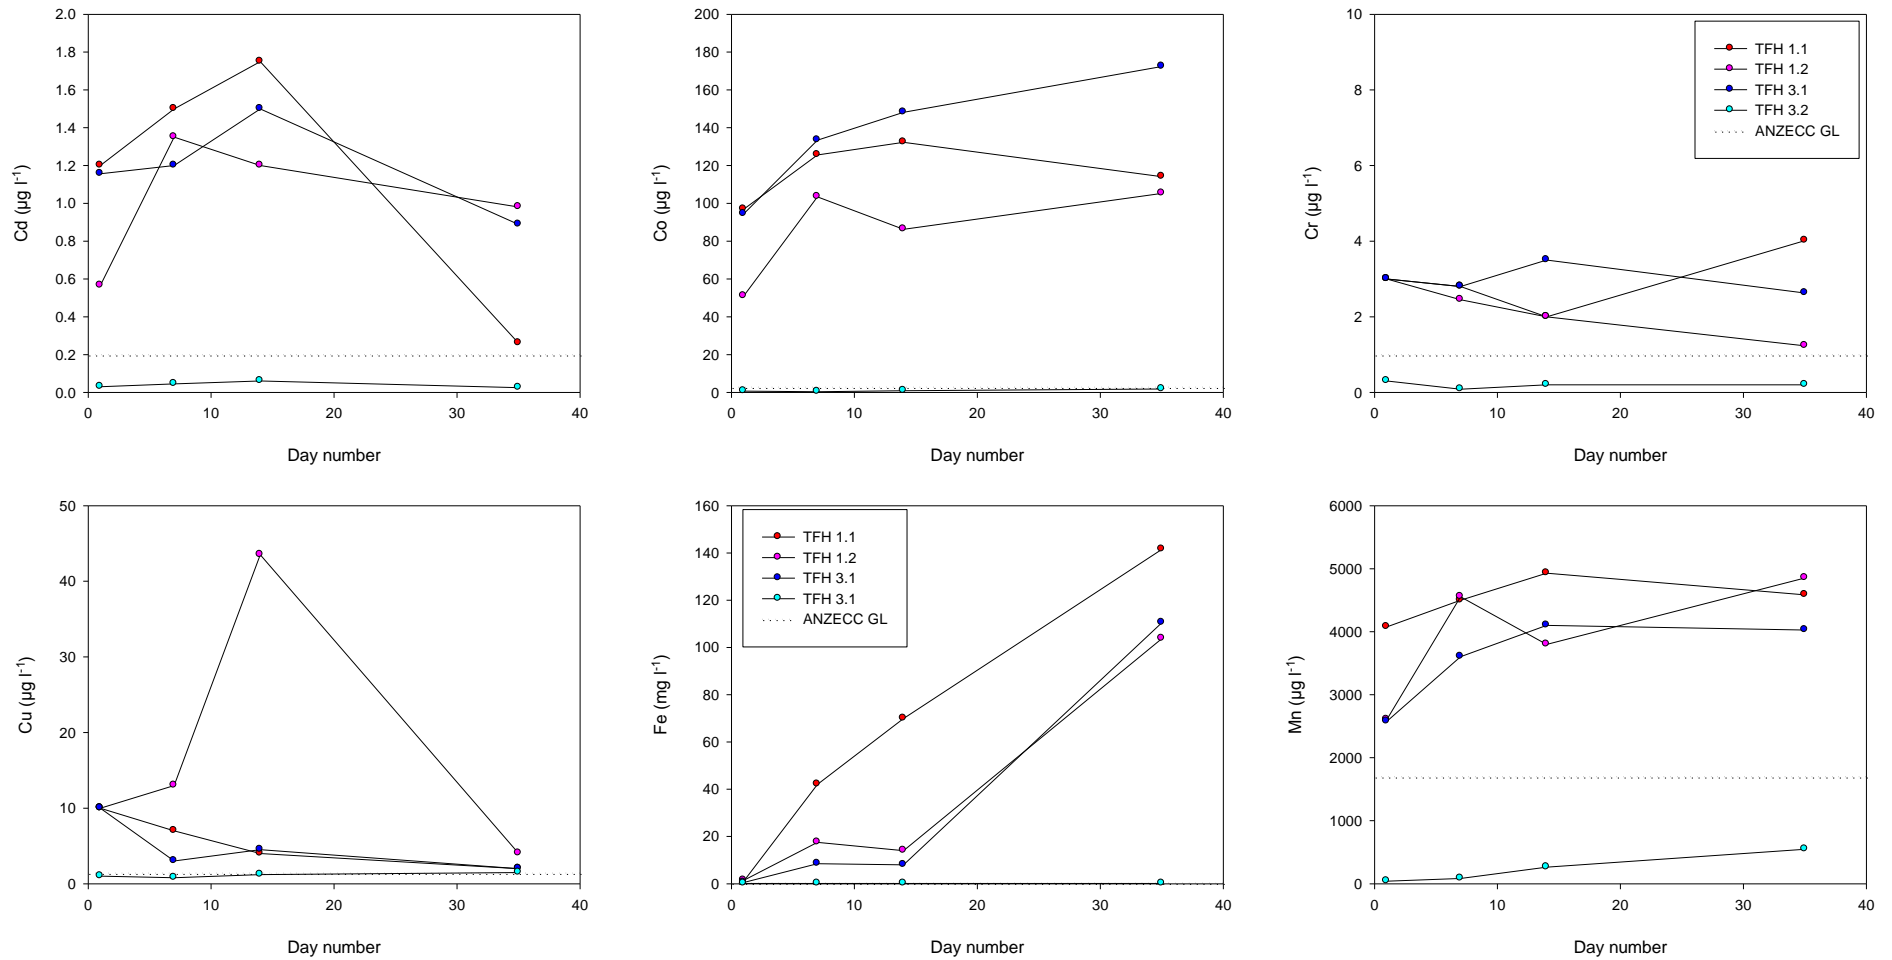 2.0
1.8
1.6
1.4
1.2
1.0
0.8
0.6
0.4
0.2
0.0
Cd (µg l-1)
0 10 20 30 40
Day number
200
180
160
140
120
100
80
60
40
20
0
Co (µg l-1)
0 10 20 30 40
Day number
10
8
6
4
2
0
Cr (µg l-1)
TFH 1.1
TFH 1.2
TFH 3.1
TFH 3.2
ANZECC GL
0 10 20 30 40
Day number
50
40
30
20
10
0
Cu (µg l-1)
0 10 20 30 40
Day number
160
140
120
100
80
60
40
20
0
Fe (mg l-1)
TFH 1.1
TFH 1.2
TFH 3.1
TFH 3.1
ANZECC GL
0 10 20 30 40
Day number
6000
5000
4000
3000
2000
1000
0
Mn (µg l-1)
0 10 20 30 40
Day number